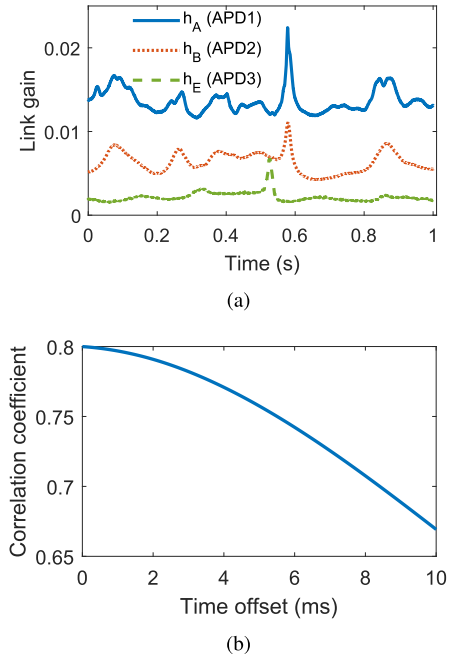 h_A (APD1)
h_B (APD2)
h_E (APD3)
0.02
0.01
0
Link gain
0 0.2 0.4 0.6 0.8 1
Time (s)
(a)
0.8
0.75
0.7
0.65
Correlation coefficient
0 2 4 6 8 10
Time offset (ms)
(b)